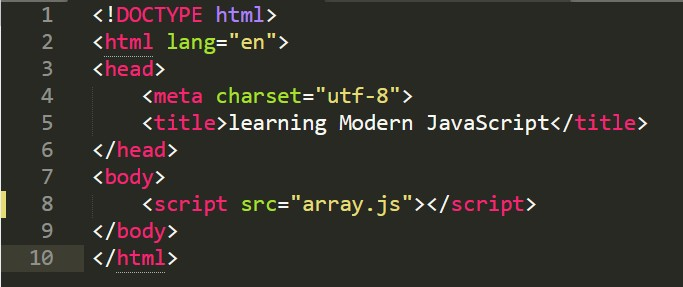 1 <!DOCTYPE html>
2 <html lang="en">
3 <head>
4     <meta charset="utf-8">
5     <title>learning Modern JavaScript</title>
6 </head>
7 <body>
8     <script src="array.js"></script>
9 </body>
10 </html>